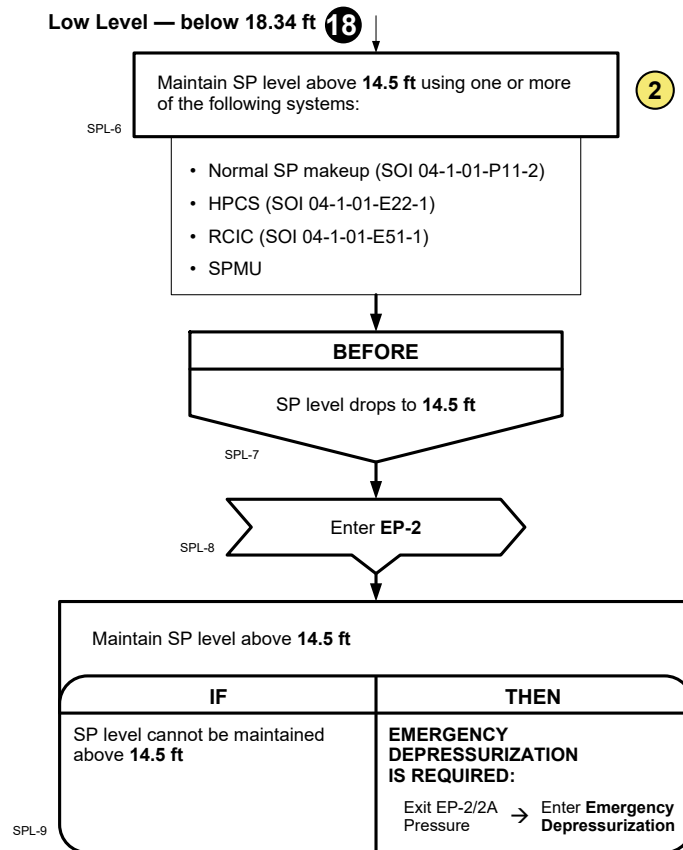 Low Level — below 18.34 ft 18
Maintain SP level above 14.5 ft using one or more
of the following systems:
2
SPL-6
• Normal SP makeup (SOI 04-1-01-P11-2)
• HPCS (SOI 04-1-01-E22-1)
• RCIC (SOI 04-1-01-E51-1)
• SPMU
BEFORE
SP level drops to 14.5 ft
SPL-7
Enter EP-2
SPL-8
Maintain SP level above 14.5 ft
IF
SP level cannot be maintained
above 14.5 ft
THEN
EMERGENCY
DEPRESSURIZATION
IS REQUIRED:
Exit EP-2/2A → Enter Emergency
Pressure Depressurization
SPL-9